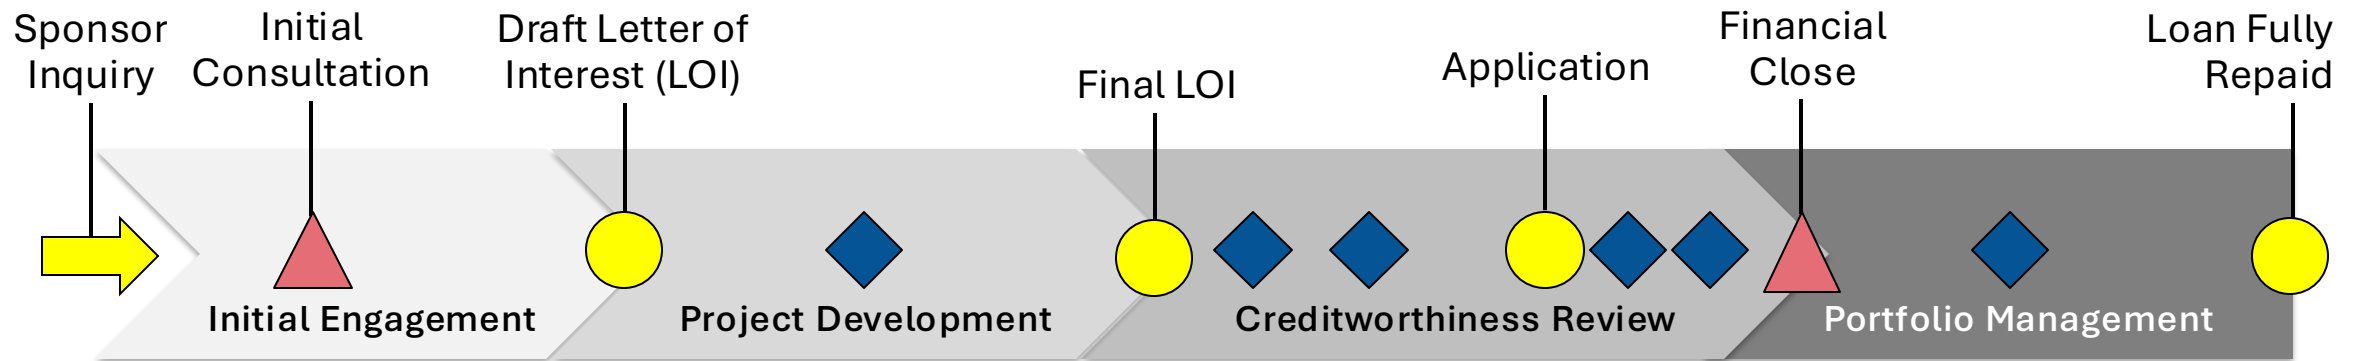 Sponsor
Inquiry
Initial
Consultation
Draft Letter of
Interest (LOI)
Final LOI
Application
Financial
Close
Loan Fully
Repaid
Initial Engagement
Project Development
Creditworthiness Review
Portfolio Management